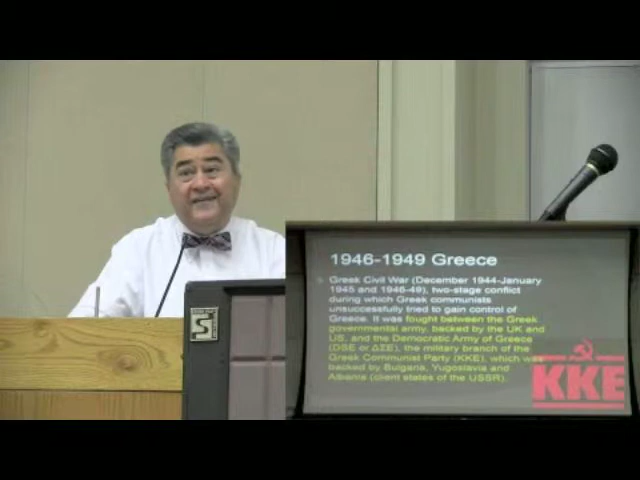 1946-1949 Greece
Greek Civil War (December 1944-January
1945 and 1946-49), two-stage conflict
during which Greek communists
unsuccessfully tried to gain control of
Greece. It was fought between the Greek
governmental army, backed by the UK and
US, and the Democratic Army of Greece
(DSE or ΔΣΕ), the military branch of the
Greek Communist Party (KKE), which was
backed by Bulgaria, Yugoslavia and
Albania (client states of the USSR).
KKE
S